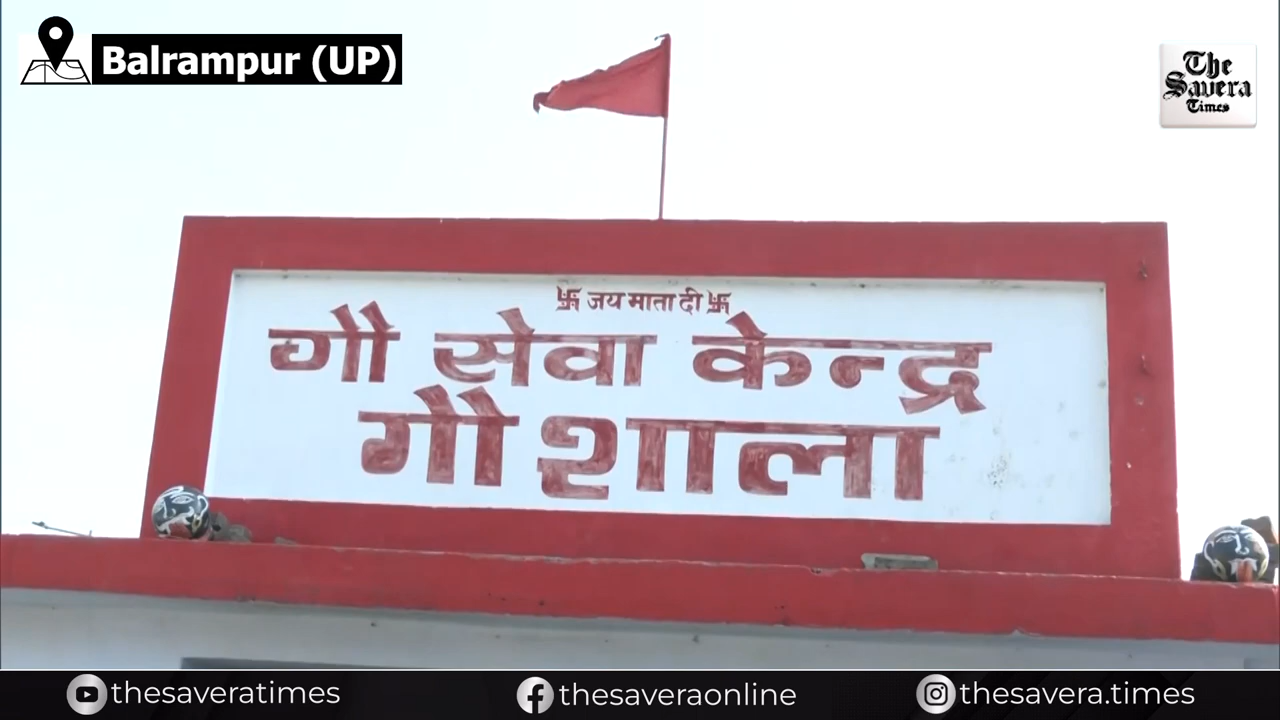 Balrampur (UP)
The
Savera
Times
卐 जय माता दी 卐
गौ सेवा केन्द्र
गौ शाला
thesaveratimes
thesaveraonline
thesavera.times